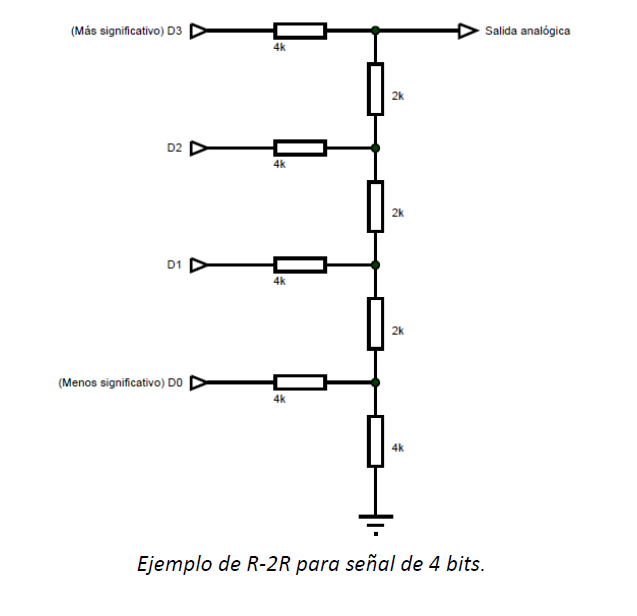 (Más significativo) D3
Salida analógica
4k
2k
D2
4k
2k
D1
4k
2k
(Menos significativo) D0
4k
4k
Ejemplo de R-2R para señal de 4 bits.